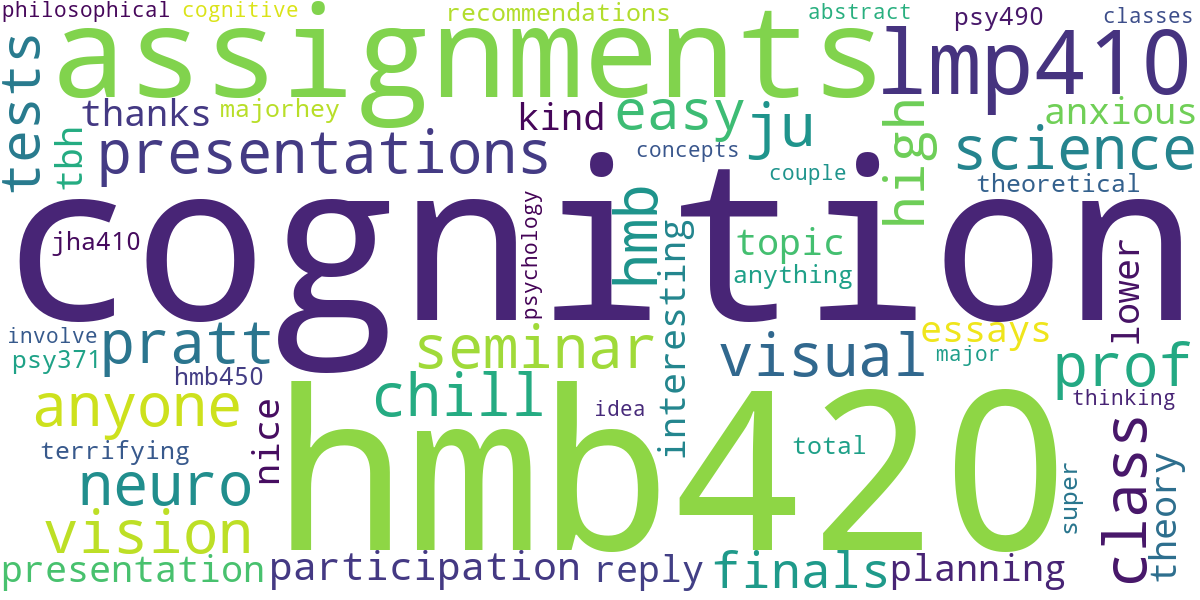 philosophical
cognitive
recommendations
abstract
psy490
classes
assignments
lmp410
tests
thanks
majorhey
kind
easy
ju
anxious
tbh
presentations
concepts
high
science
couple
theoretical
cognition
jha410
psychology
hmb
interesting
topic
anything
lower
involve
pratt
psy371
hmb450
seminar
visual
essays
major
prof
anyone
chill
nice
idea
hmb420
thinking
terrifying
total
neuro
super
class
theory
vision
presentation
participation
reply
finals
planning